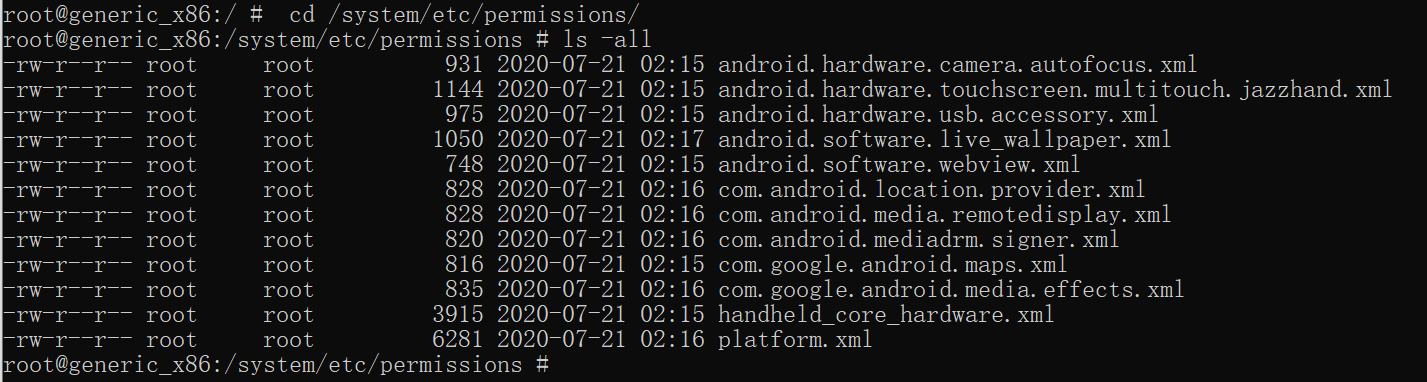 root@generic_x86:/ #  cd /system/etc/permissions/
root@generic_x86:/system/etc/permissions # ls -all
-rw-r--r-- root     root          931 2020-07-21 02:15 android.hardware.camera.autofocus.xml
-rw-r--r-- root     root         1144 2020-07-21 02:15 android.hardware.touchscreen.multitouch.jazzhand.xml
-rw-r--r-- root     root          975 2020-07-21 02:15 android.hardware.usb.accessory.xml
-rw-r--r-- root     root         1050 2020-07-21 02:17 android.software.live_wallpaper.xml
-rw-r--r-- root     root          748 2020-07-21 02:15 android.software.webview.xml
-rw-r--r-- root     root          828 2020-07-21 02:16 com.android.location.provider.xml
-rw-r--r-- root     root          828 2020-07-21 02:16 com.android.media.remotedisplay.xml
-rw-r--r-- root     root          820 2020-07-21 02:16 com.android.mediadrm.signer.xml
-rw-r--r-- root     root          816 2020-07-21 02:15 com.google.android.maps.xml
-rw-r--r-- root     root          835 2020-07-21 02:16 com.google.android.media.effects.xml
-rw-r--r-- root     root         3915 2020-07-21 02:15 handheld_core_hardware.xml
-rw-r--r-- root     root         6281 2020-07-21 02:16 platform.xml
root@generic_x86:/system/etc/permissions #